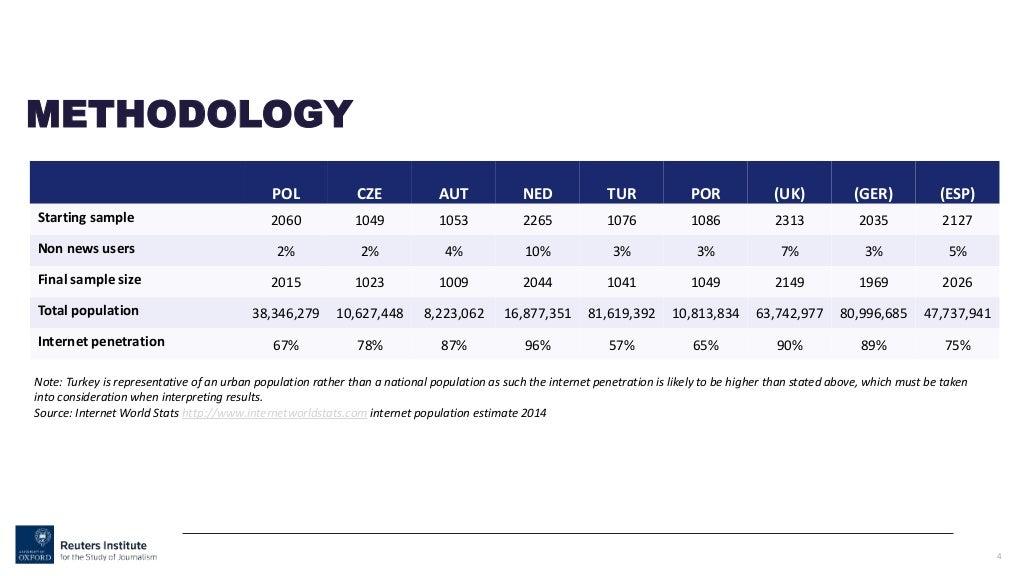 METHODOLOGY
POL CZE AUT NED TUR POR (UK) (GER) (ESP)
Starting sample 2060 1049 1053 2265 1076 1086 2313 2035 2127
Non news users 2% 2% 4% 10% 3% 3% 7% 3% 5%
Final sample size 2015 1023 1009 2044 1041 1049 2149 1969 2026
Total population 38,346,279 10,627,448 8,223,062 16,877,351 81,619,392 10,813,834 63,742,977 80,996,685 47,737,941
Internet penetration 67% 78% 87% 96% 57% 65% 90% 89% 75%
Note: Turkey is representative of an urban population rather than a national population as such the internet penetration is likely to be higher than stated above, which must be taken
into consideration when interpreting results.
Source: Internet World Stats http://www.internetworldstats.com internet population estimate 2014
UNIVERSITY OF
OXFORD
Reuters Institute
for the Study of Journalism
4